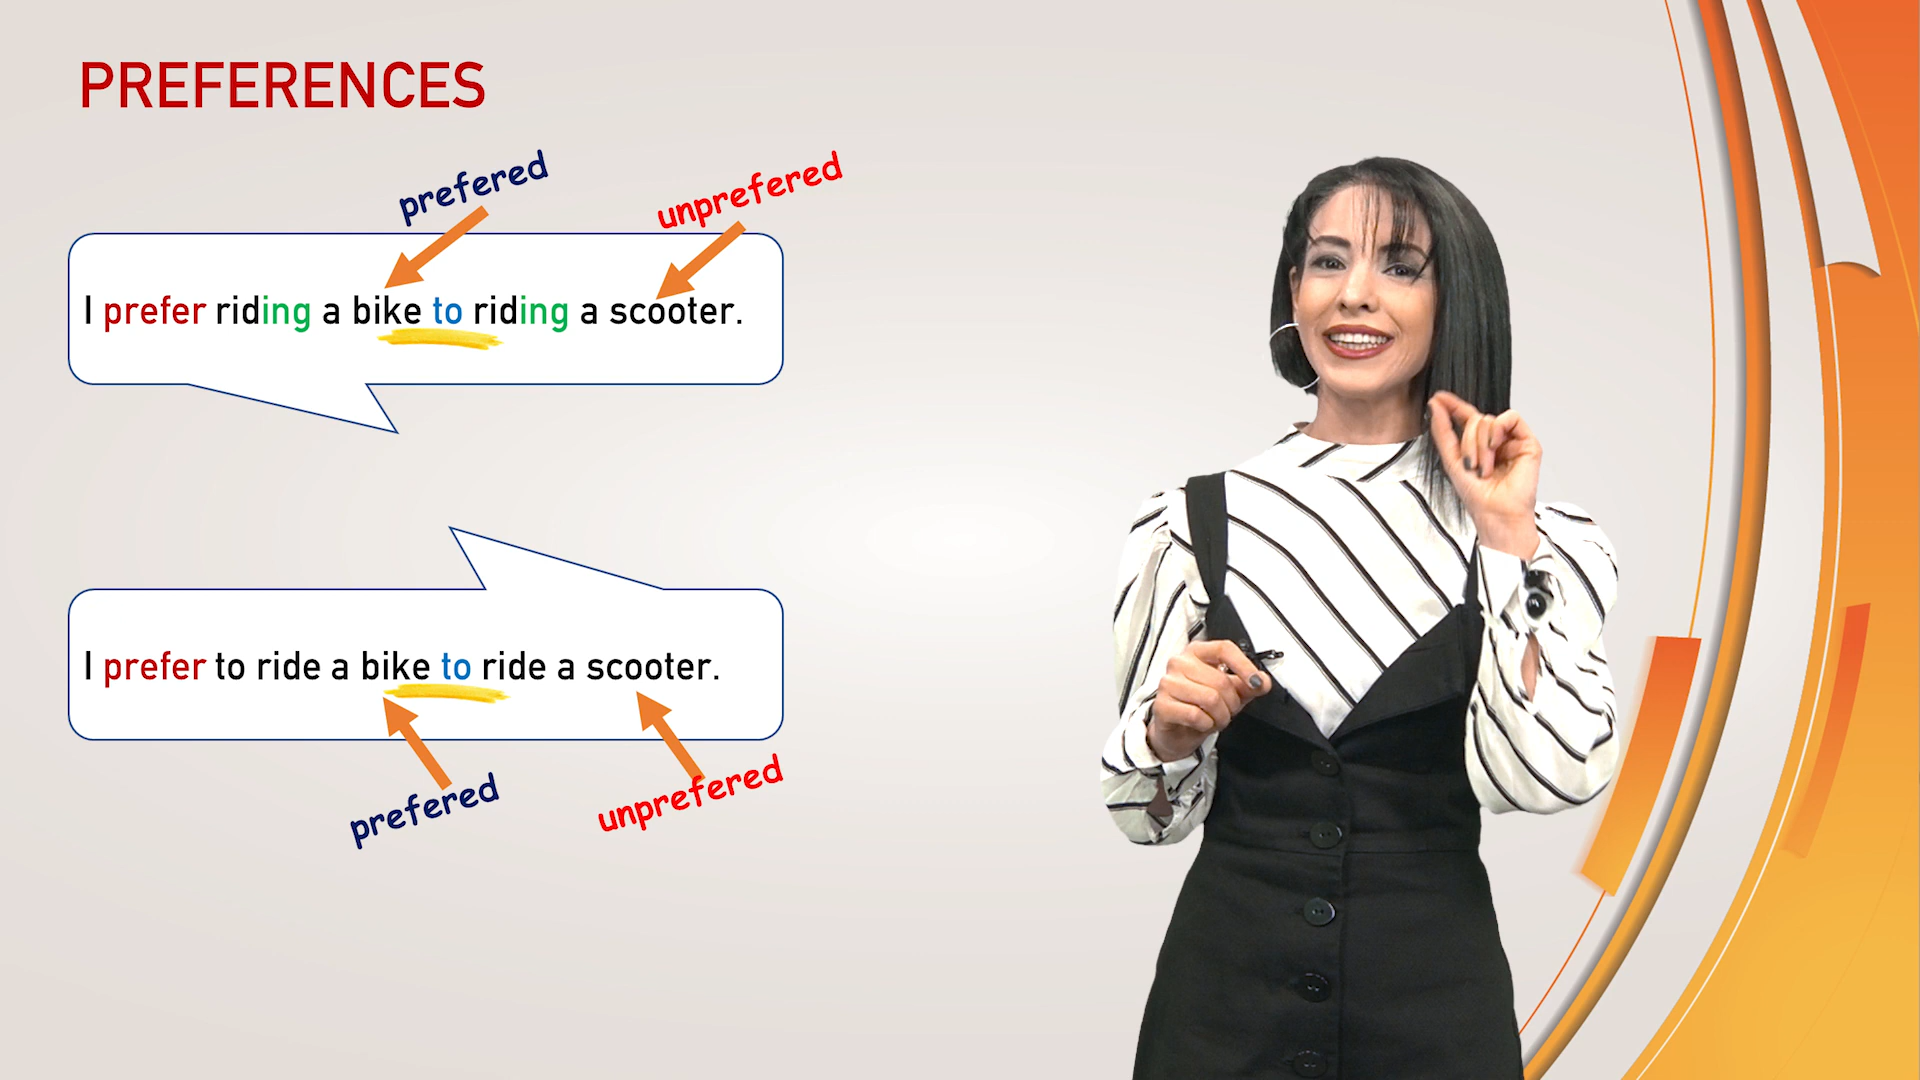 PREFERENCES
prefered
unprefered
I prefer riding a bike to riding a scooter.
I prefer to ride a bike to ride a scooter.
prefered
unprefered